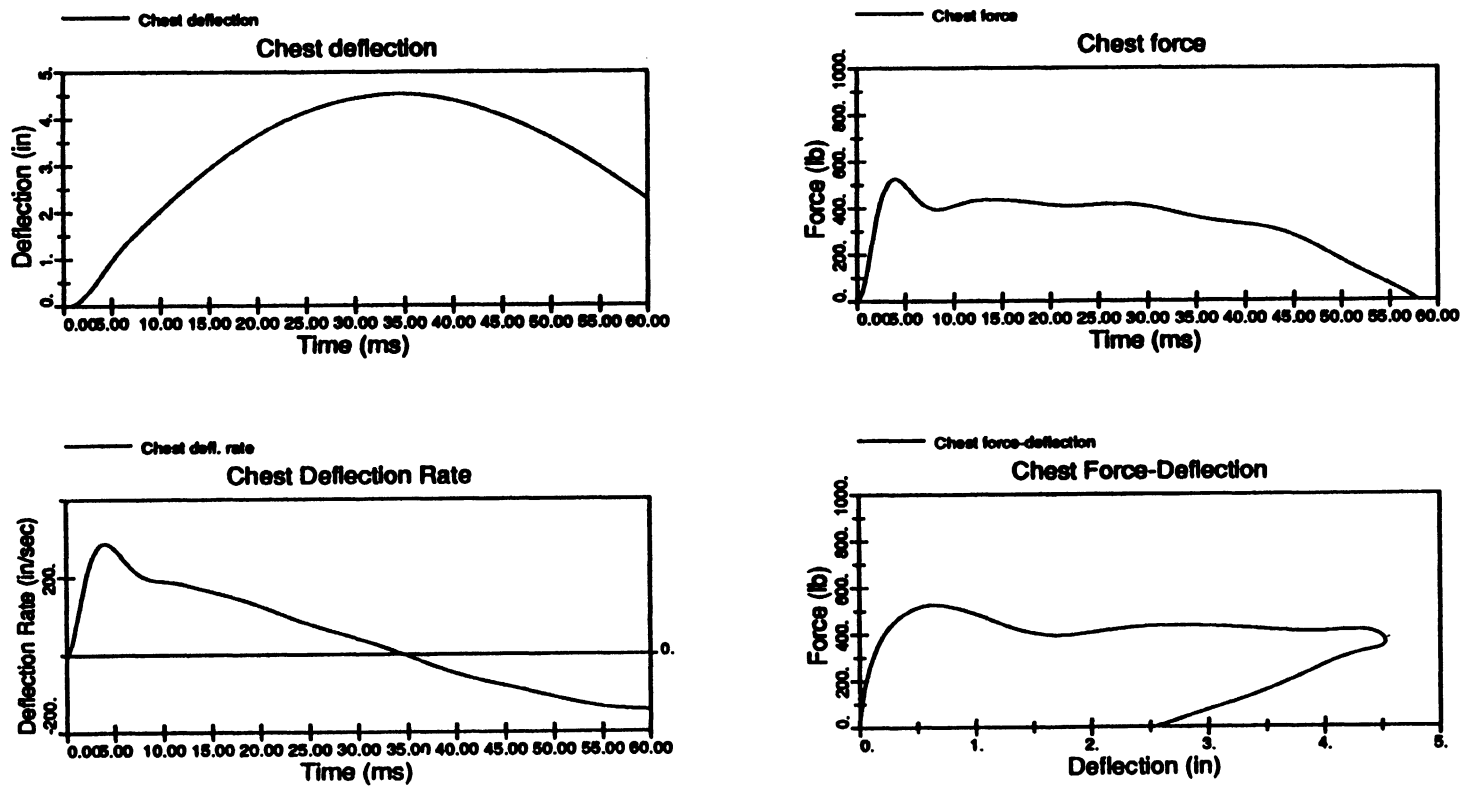 Chest deflection
Chest deflection
5.
4.
3.
2.
1.
0.
Deflection (in)
0.00 5.00 10.00 15.00 20.00 25.00 30.00 35.00 40.00 45.00 50.00 55.00 60.00
Time (ms)
Chest force
Chest force
1000.
800.
600.
400.
200.
0.
Force (lb)
0.00 5.00 10.00 15.00 20.00 25.00 30.00 35.00 40.00 45.00 50.00 55.00 60.00
Time (ms)
Chest defl. rate
Chest Deflection Rate
200.
-200.
Deflection Rate (in/sec)
0.
0.00 5.00 10.00 15.00 20.00 25.00 30.00 35.00 40.00 45.00 50.00 55.00 60.00
Time (ms)
Chest force-deflection
Chest Force-Deflection
1000.
800.
600.
400.
200.
0.
Force (lb)
0. 1. 2. 3. 4. 5.
Deflection (in)